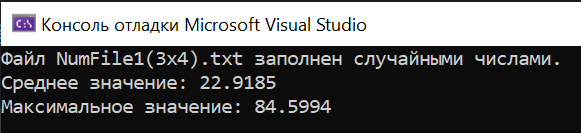 Консоль отладки Microsoft Visual Studio
Файл NumFile1(3x4).txt заполнен случайными числами.
Среднее значение: 22.9185
Максимальное значение: 84.5994